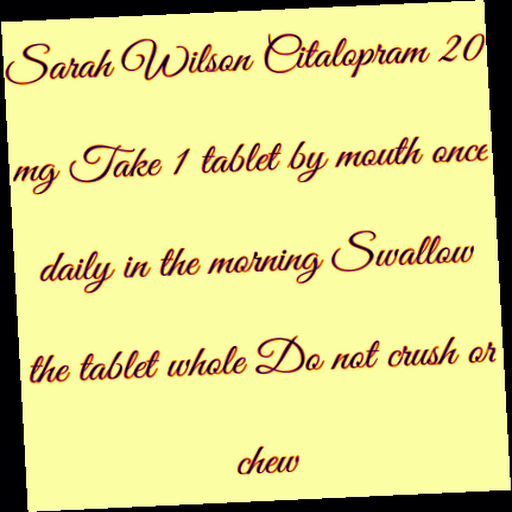 Sarah Wilson Citalopram 20
mg Take 1 tablet by mouth once
daily in the morning Swallow
the tablet whole Do not crush or
chew